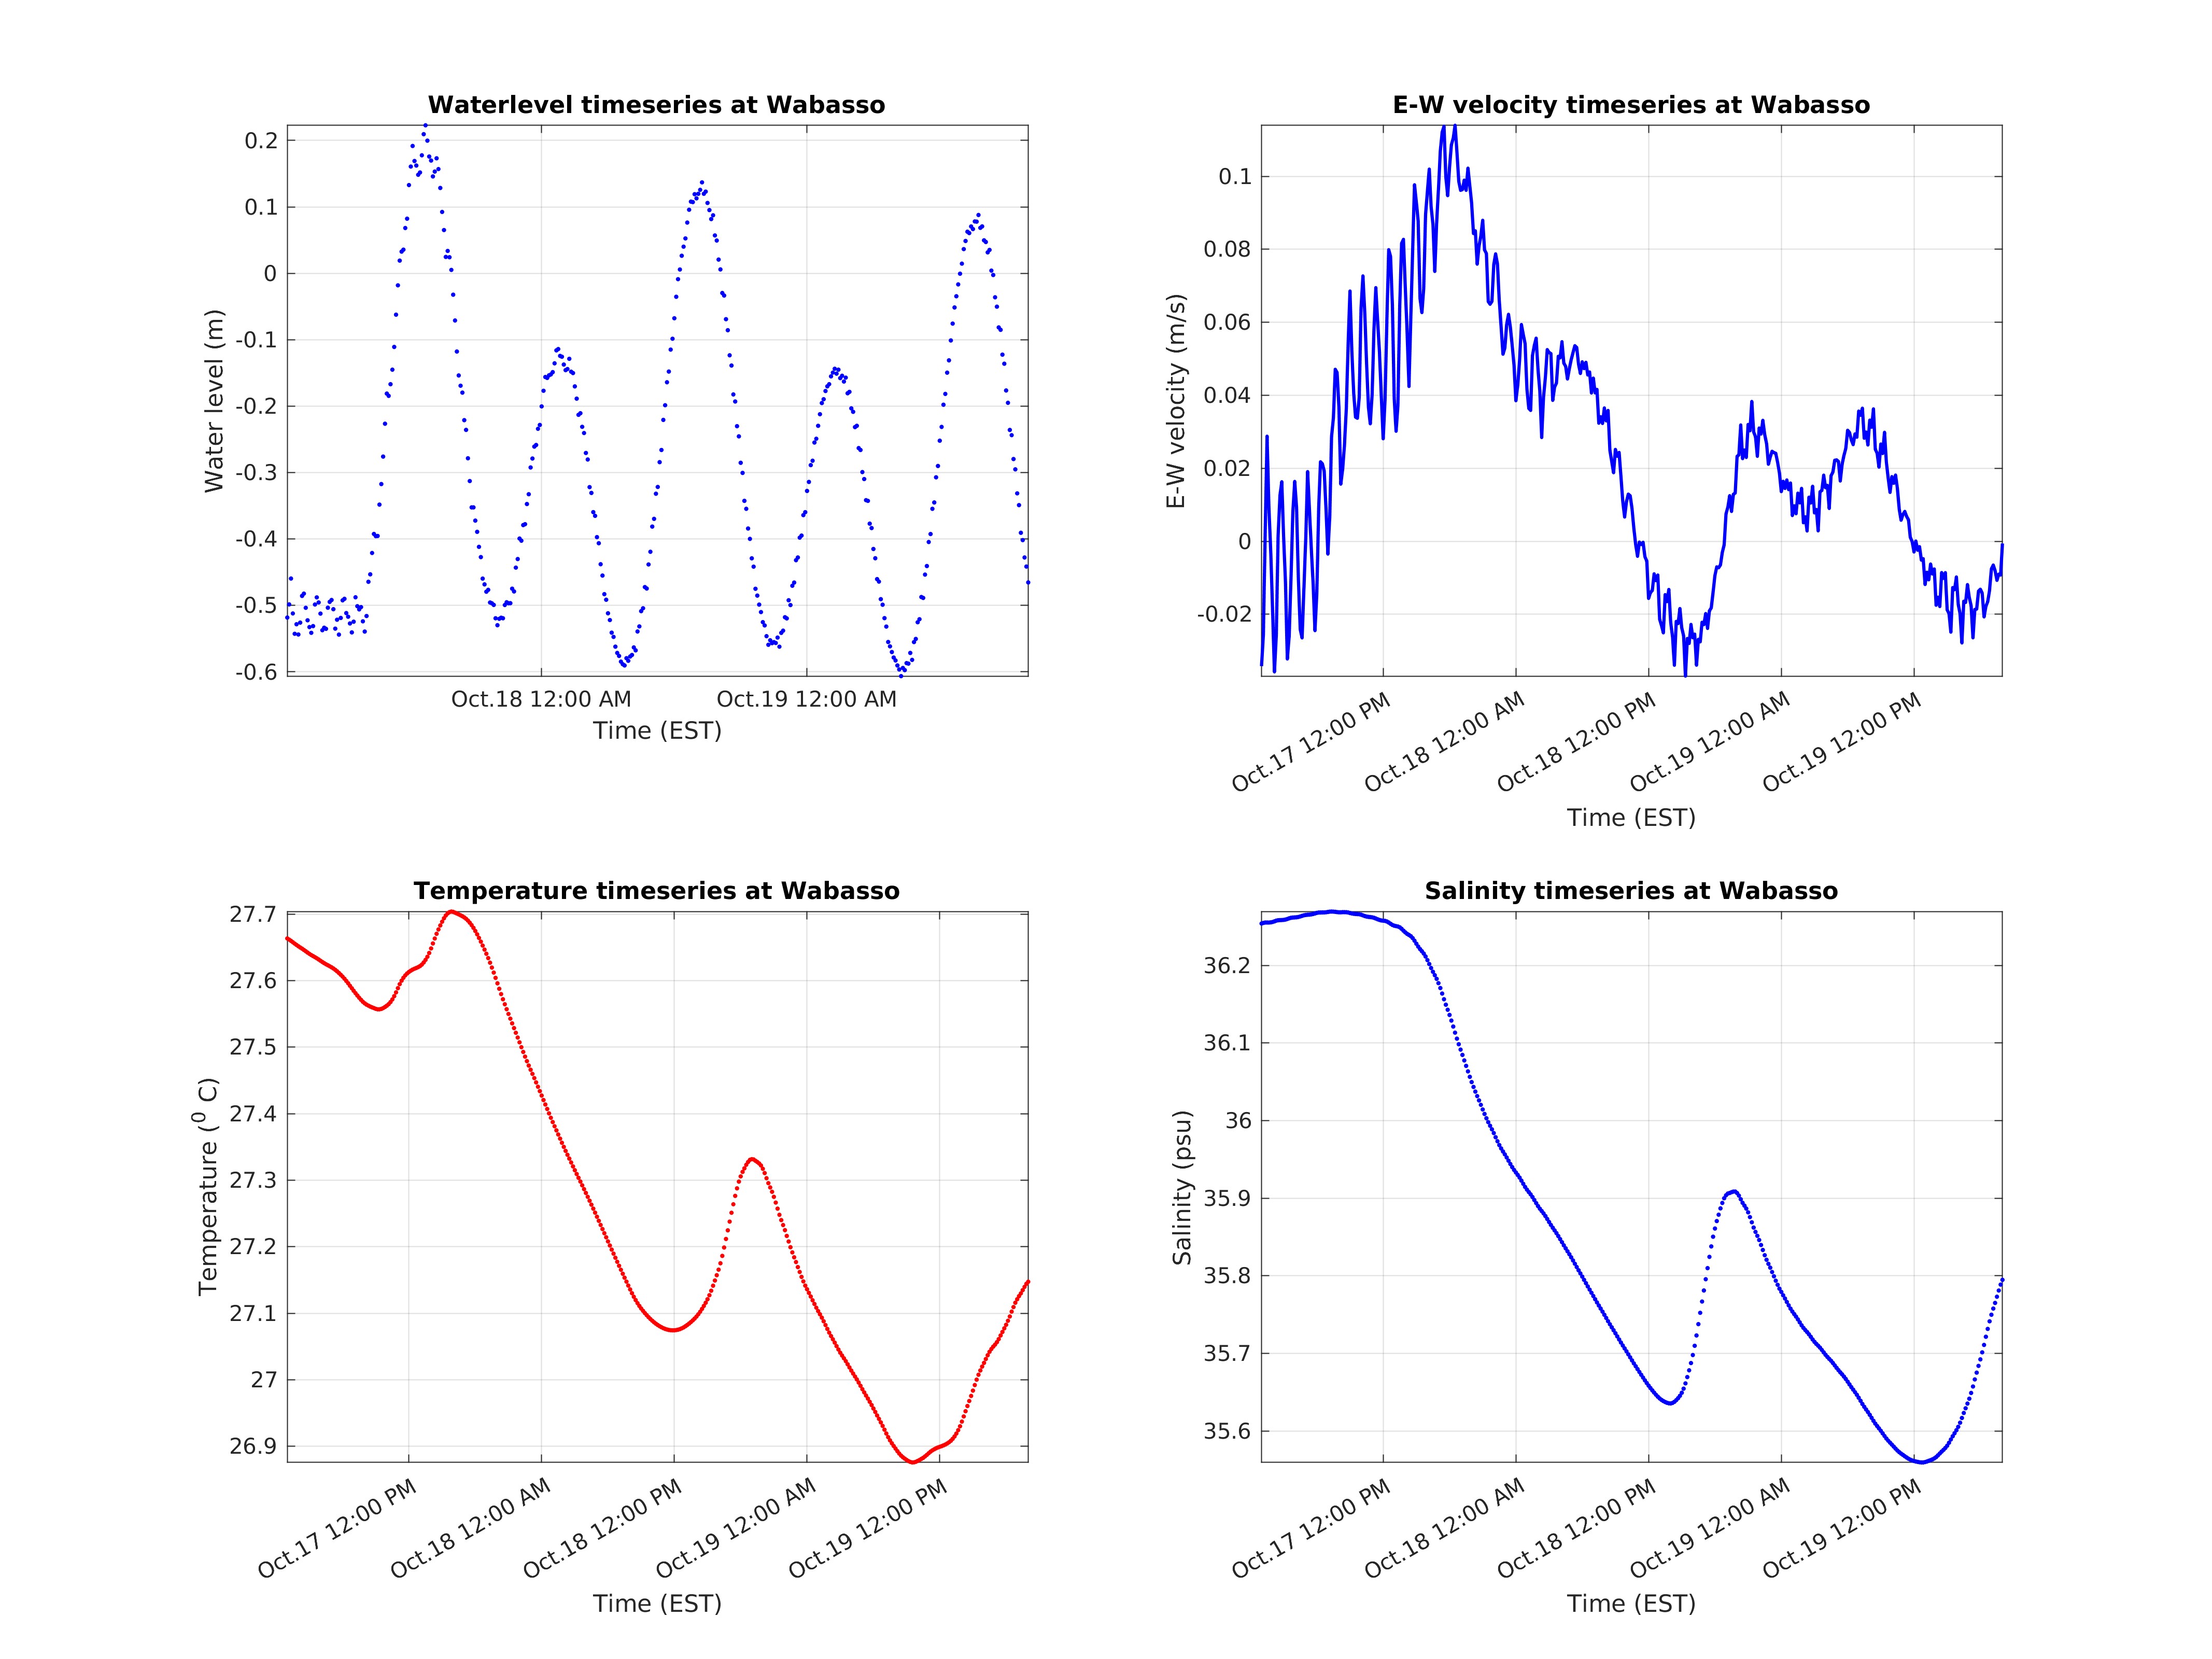 Waterlevel timeseries at Wabasso
0.2
0.1
0
-0.1
-0.2
-0.3
-0.4
-0.5
-0.6
Water level (m)
Oct.18 12:00 AM
Oct.19 12:00 AM
Time (EST)
E-W velocity timeseries at Wabasso
0.1
0.08
0.06
0.04
0.02
0
-0.02
E-W velocity (m/s)
Oct.17 12:00 PM
Oct.18 12:00 AM
Oct.18 12:00 PM
Oct.19 12:00 AM
Oct.19 12:00 PM
Time (EST)
Temperature timeseries at Wabasso
27.7
27.6
27.5
27.4
27.3
27.2
27.1
27
26.9
Temperature (⁰ C)
Oct.17 12:00 PM
Oct.18 12:00 AM
Oct.18 12:00 PM
Oct.19 12:00 AM
Oct.19 12:00 PM
Time (EST)
Salinity timeseries at Wabasso
36.2
36.1
36
35.9
35.8
35.7
35.6
Salinity (psu)
Oct.17 12:00 PM
Oct.18 12:00 AM
Oct.18 12:00 PM
Oct.19 12:00 AM
Oct.19 12:00 PM
Time (EST)